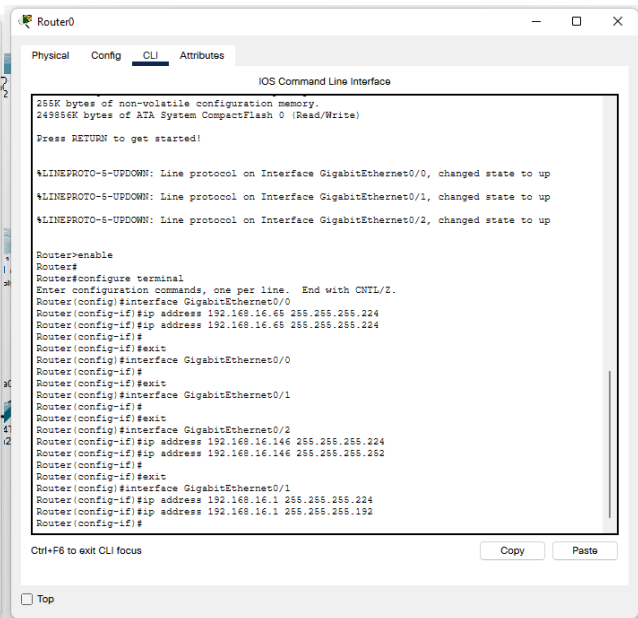 Router0
Physical Config CLI Attributes
IOS Command Line Interface
255K bytes of non-volatile configuration memory.
249856K bytes of ATA System CompactFlash 0 (Read/Write)
Press RETURN to get started!
%LINEPROTO-5-UPDOWN: Line protocol on Interface GigabitEthernet0/0, changed state to up
%LINEPROTO-5-UPDOWN: Line protocol on Interface GigabitEthernet0/1, changed state to up
%LINEPROTO-5-UPDOWN: Line protocol on Interface GigabitEthernet0/2, changed state to up
Router>enable
Router#
Router#configure terminal
Enter configuration commands, one per line. End with CNTL/Z.
Router(config)#interface GigabitEthernet0/0
Router(config-if)#ip address 192.168.16.65 255.255.255.224
Router(config-if)#ip address 192.168.16.65 255.255.255.224
Router(config-if)#
Router(config-if)#exit
Router(config)#interface GigabitEthernet0/0
Router(config-if)#
Router(config-if)#exit
Router(config)#interface GigabitEthernet0/1
Router(config-if)#
Router(config-if)#exit
Router(config)#interface GigabitEthernet0/2
Router(config-if)#ip address 192.168.16.146 255.255.255.224
Router(config-if)#ip address 192.168.16.146 255.255.255.252
Router(config-if)#
Router(config-if)#exit
Router(config)#interface GigabitEthernet0/1
Router(config-if)#ip address 192.168.16.1 255.255.255.224
Router(config-if)#ip address 192.168.16.1 255.255.255.192
Router(config-if)#
Ctrl+F6 to exit CLI focus
Copy Paste
Top